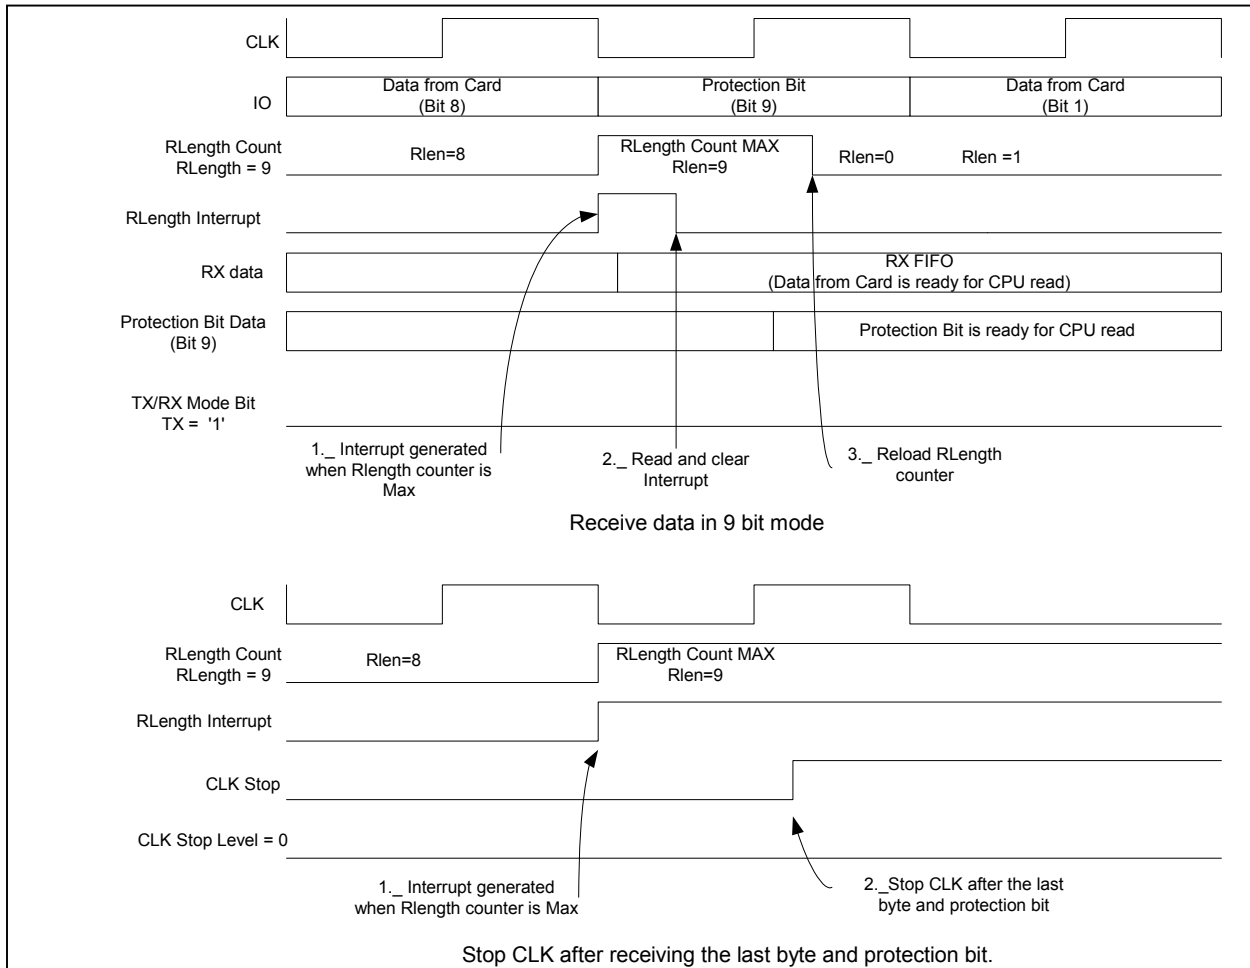 CLK
IO
Data from Card
(Bit 8)
Protection Bit
(Bit 9)
Data from Card
(Bit 1)
RLength Count
RLength = 9
Rlen=8
RLength Count MAX
Rlen=9
Rlen=0
Rlen =1
RLength Interrupt
RX data
RX FIFO
(Data from Card is ready for CPU read)
Protection Bit Data
(Bit 9)
Protection Bit is ready for CPU read
TX/RX Mode Bit
TX = '1'
1._ Interrupt generated
when Rlength counter is
Max
2._ Read and clear
Interrupt
3._ Reload RLength
counter
Receive data in 9 bit mode
CLK
RLength Count
RLength = 9
Rlen=8
RLength Count MAX
Rlen=9
RLength Interrupt
CLK Stop
CLK Stop Level = 0
1._ Interrupt generated
when Rlength counter is Max
2._Stop CLK after the last
byte and protection bit
Stop CLK after receiving the last byte and protection bit.